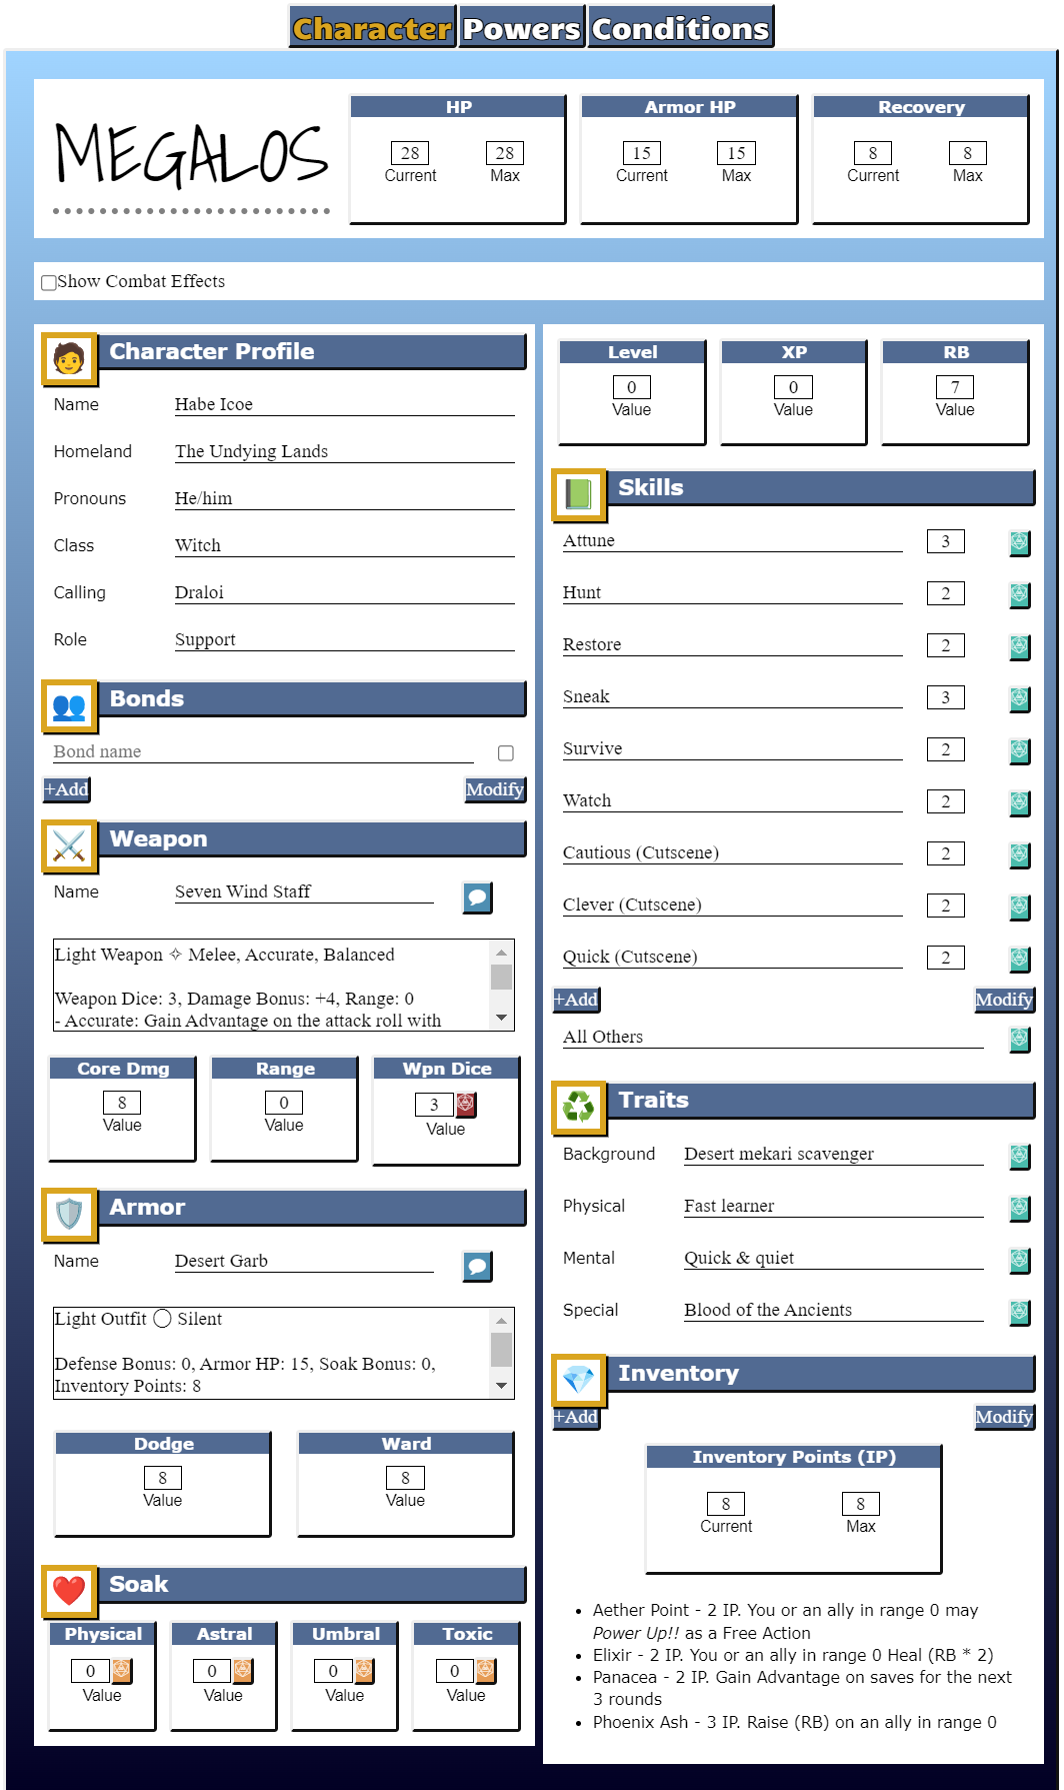 Character Powers Conditions
MEGALOS
HP
28 28
Current Max
Armor HP
15 15
Current Max
Recovery
8 8
Current Max
Show Combat Effects
Character Profile
Name Habe Icoe
Homeland The Undying Lands
Pronouns He/him
Class Witch
Calling Draloi
Role Support
Bonds
Bond name
+Add Modify
Weapon
Name Seven Wind Staff
Light Weapon ✧ Melee, Accurate, Balanced
Weapon Dice: 3, Damage Bonus: +4, Range: 0
- Accurate: Gain Advantage on the attack roll with
Core Dmg Range Wpn Dice
8 0 3
Value Value Value
Armor
Name Desert Garb
Light Outfit ◯ Silent
Defense Bonus: 0, Armor HP: 15, Soak Bonus: 0,
Inventory Points: 8
Dodge Ward
8 8
Value Value
Soak
Physical Astral Umbral Toxic
0 0 0 0
Value Value Value Value
Level XP RB
0 0 7
Value Value Value
Skills
Attune 3
Hunt 2
Restore 2
Sneak 3
Survive 2
Watch 2
Cautious (Cutscene) 2
Clever (Cutscene) 2
Quick (Cutscene) 2
+Add Modify
All Others
Traits
Background Desert mekari scavenger
Physical Fast learner
Mental Quick & quiet
Special Blood of the Ancients
Inventory
+Add Modify
Inventory Points (IP)
8 8
Current Max
• Aether Point - 2 IP. You or an ally in range 0 may
Power Up!! as a Free Action
• Elixir - 2 IP. You or an ally in range 0 Heal (RB * 2)
• Panacea - 2 IP. Gain Advantage on saves for the next
3 rounds
• Phoenix Ash - 3 IP. Raise (RB) on an ally in range 0